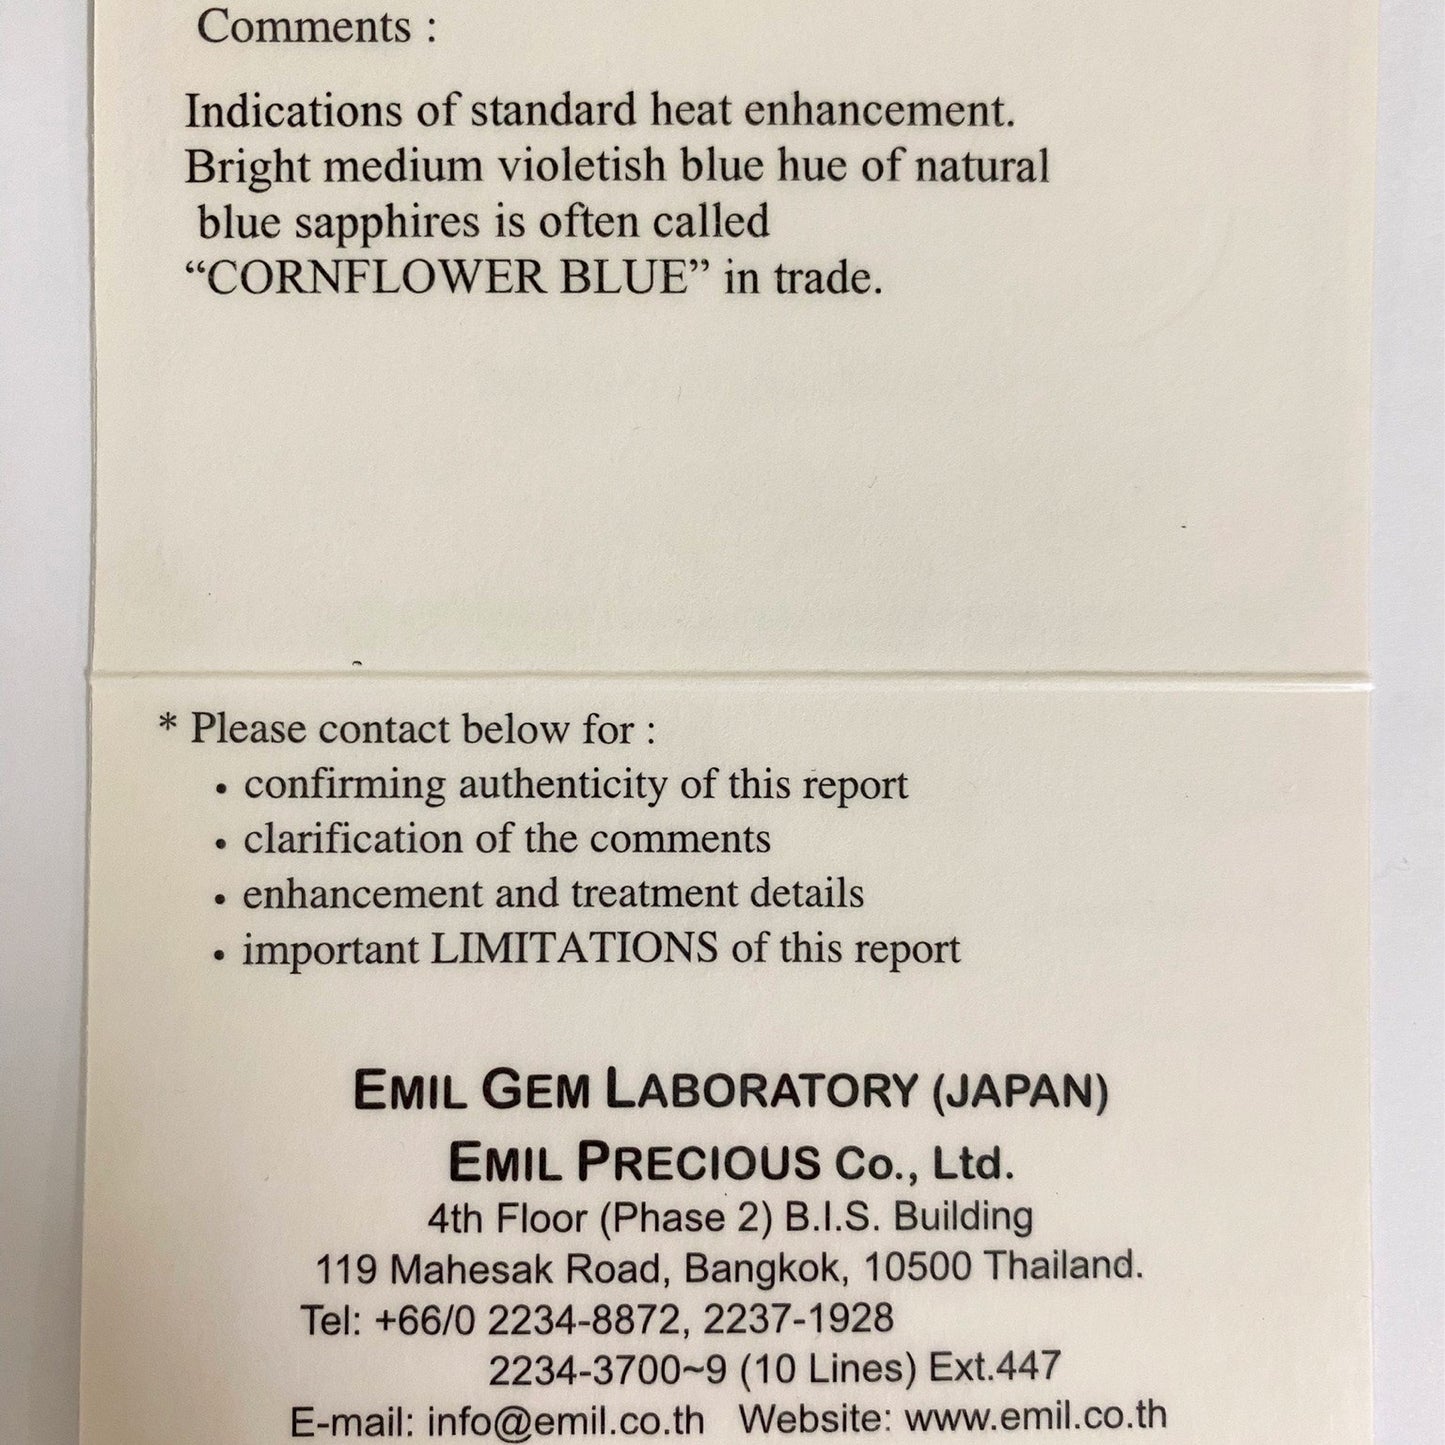 Comments :
Indications of standard heat enhancement.
Bright medium violetish blue hue of natural
blue sapphires is often called
“CORNFLOWER BLUE” in trade.
* Please contact below for :
• confirming authenticity of this report
• clarification of the comments
• enhancement and treatment details
• important LIMITATIONS of this report
EMIL GEM LABORATORY (JAPAN)
EMIL PRECIOUS Co., Ltd.
4th Floor (Phase 2) B.I.S. Building
119 Mahesak Road, Bangkok, 10500 Thailand.
Tel: +66/0 2234-8872, 2237-1928
2234-3700~9 (10 Lines) Ext.447
E-mail: info@emil.co.th Website: www.emil.co.th